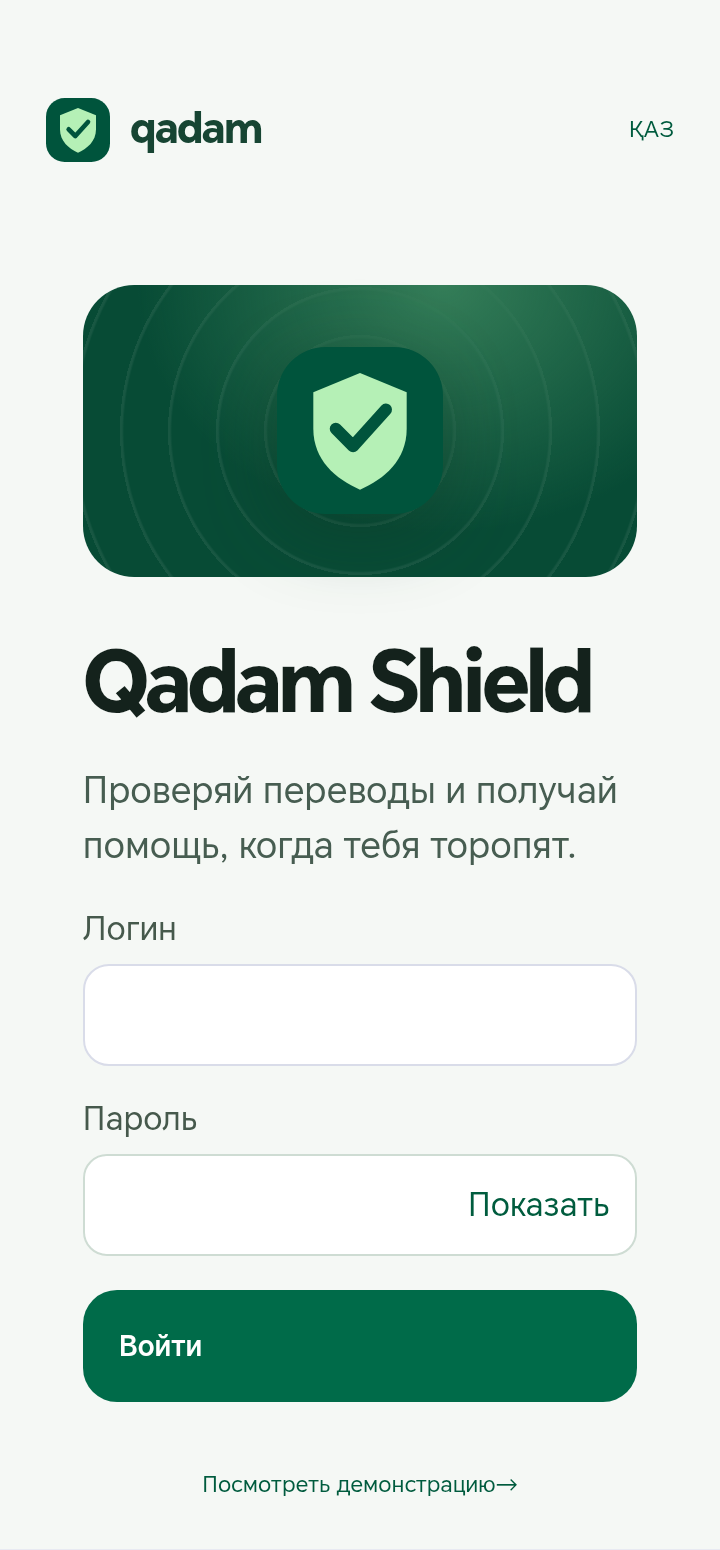 qadam
ҚАЗ
Qadam Shield
Проверяй переводы и получай
помощь, когда тебя торопят.
Логин
Пароль
Показать
Войти
Посмотреть демонстрацию→